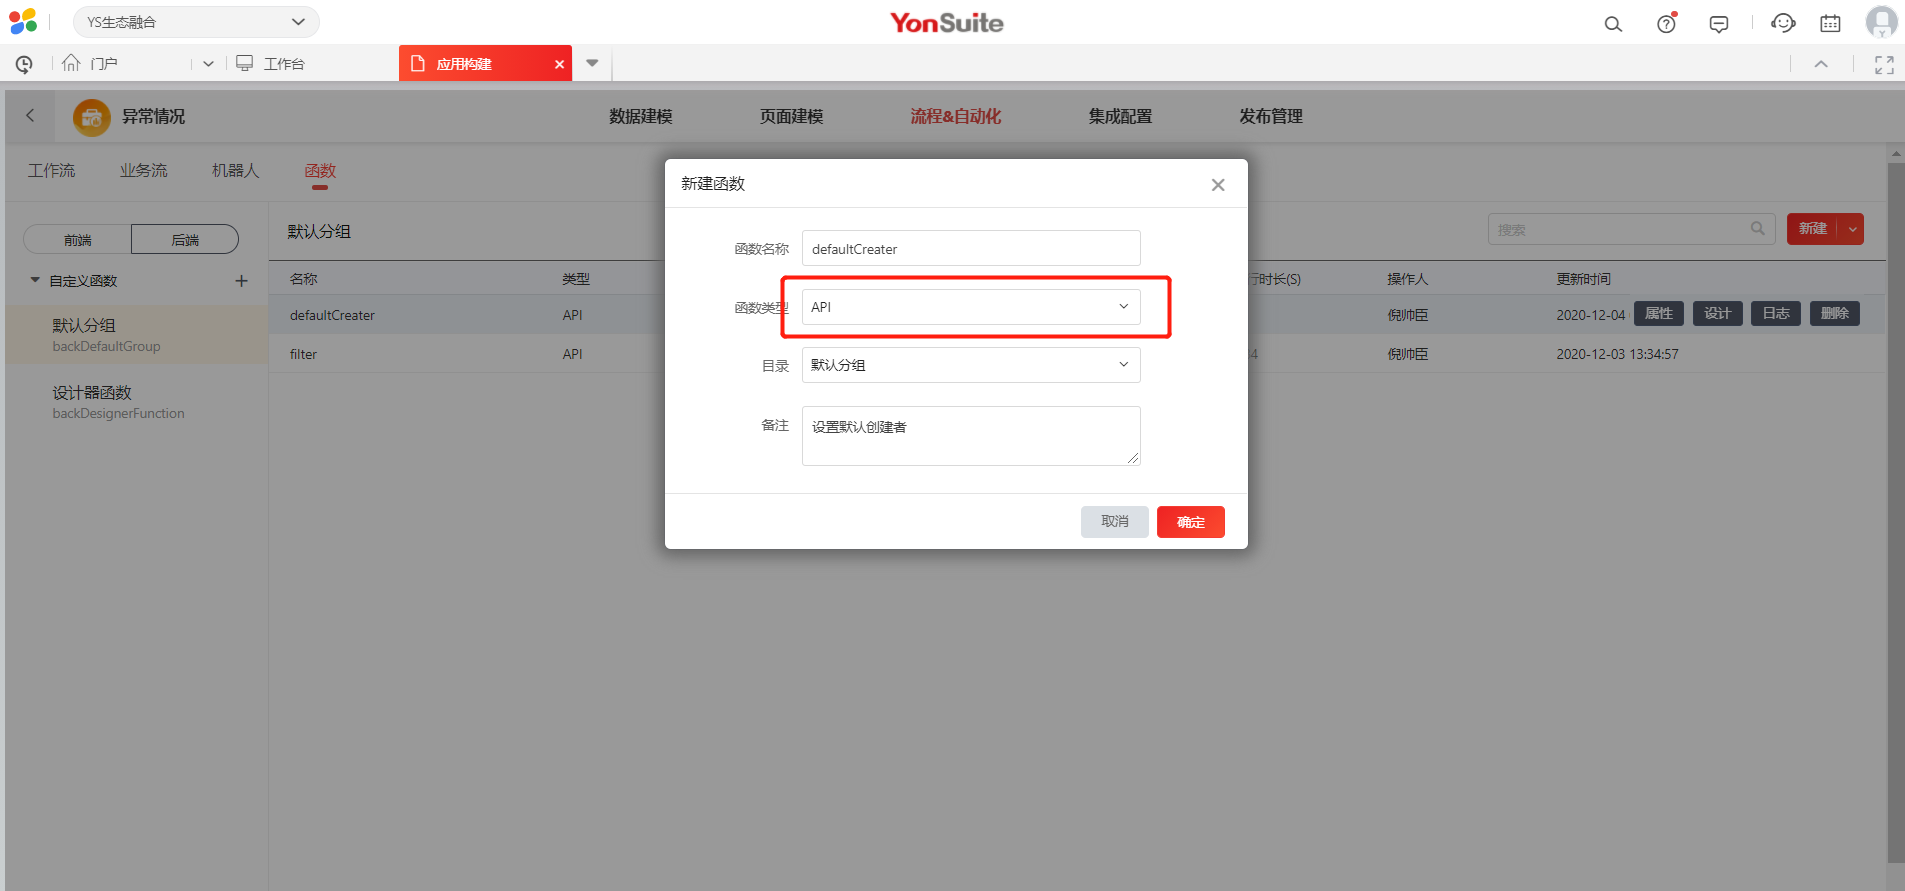 YS生态融合
YonSuite
门户
工作台
应用构建
异常情况
数据建模
页面建模
流程&自动化
集成配置
发布管理
工作流
业务流
机器人
函数
前端
后端
默认分组
搜索
新建
自定义函数
名称
类型
行时长(S)
操作人
更新时间
默认分组
backDefaultGroup
defaultCreater
API
倪帅臣
2020-12-04
属性
设计
日志
删除
filter
API
4
倪帅臣
2020-12-03 13:34:57
设计器函数
backDesignerFunction
新建函数
函数名称
defaultCreater
函数类型
API
目录
默认分组
备注
设置默认创建者
取消
确定